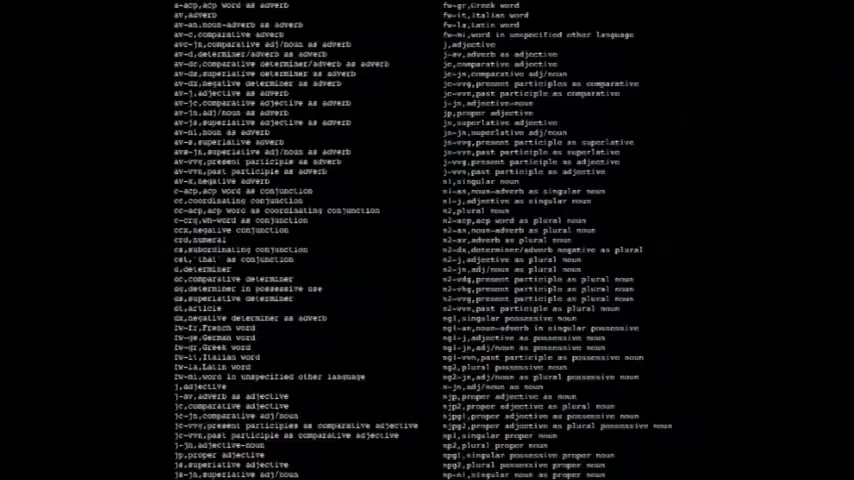 a-acp,acp word as adverb
av,adverb
av-an,noun-adverb as adverb
av-c,comparative adverb
avc-jn,comparative adj/noun as adverb
av-d,determiner/adverb as adverb
av-dc,comparative determiner/adverb as adverb
av-ds,superlative determiner as adverb
av-dx,negative determiner as adverb
av-j,adjective as adverb
av-jc,comparative adjective as adverb
av-jn,adj/noun as adverb
av-js,superlative adjective as adverb
av-n1,noun as adverb
av-s,superlative adverb
avs-jn,superlative adj/noun as adverb
av-vvg,present participle as adverb
av-vvn,past participle as adverb
av-x,negative adverb
c-acp,acp word as conjunction
cc,coordinating conjunction
cc-acp,acp word as coordinating conjunction
c-crq,wh-word as conjunction
ccx,negative conjunction
crd,numeral
cs,subordinating conjunction
cst,'that' as conjunction
d,determiner
dc,comparative determiner
dg,determiner in possessive use
ds,superlative determiner
dt,article
dx,negative determiner as adverb
fw-fr,French word
fw-ge,German word
fw-gr,Greek word
fw-it,Italian word
fw-la,Latin word
fw-mi,word in unspecified other language
j,adjective
j-av,adverb as adjective
jc,comparative adjective
jc-jn,comparative adj/noun
jc-vvg,present participles as comparative adjective
jc-vvn,past participle as comparative adjective
j-jn,adjective-noun
jp,proper adjective
js,superlative adjective
js-jn,superlative adj/noun
fw-gr,Greek word
fw-it,Italian word
fw-la,Latin word
fw-mi,word in unspecified other language
j,adjective
j-av,adverb as adjective
jc,comparative adjective
jc-jn,comparative adj/noun
jc-vvg,present participles as comparative
jc-vvn,past participle as comparative
j-jn,adjective-noun
jp,proper adjective
js,superlative adjective
js-jn,superlative adj/noun
js-vvg,present participle as superlative
js-vvn,past participle as superlative
j-vvg,present participle as adjective
j-vvn,past participle as adjective
n1,singular noun
n1-an,noun-adverb as singular noun
n1-j,adjective as singular noun
n2,plural noun
n2-acp,acp word as plural noun
n2-an,noun-adverb as plural noun
n2-av,adverb as plural noun
n2-dx,determiner/adverb negative as plural
n2-j,adjective as plural noun
n2-jn,adj/noun as plural noun
n2-vdg,present participle as plural noun
n2-vhg,present participle as plural noun
n2-vvg,present participle as plural noun
n2-vvn,past participle as plural noun
ng1,singular possessive noun
ng1-an,noun-adverb in singular possessive
ng1-j,adjective as possessive noun
ng1-jn,adj/noun as possessive noun
ng1-vvn,past participle as possessive noun
ng2,plural possessive noun
ng2-jn,adj/noun as plural possessive noun
n-jn,adj/noun as noun
njp,proper adjective as noun
njp2,proper adjective as plural noun
njpg1,proper adjective as possessive noun
njpg2,proper adjective as plural possessive noun
np1,singular proper noun
np2,plural proper noun
npg1,singular possessive proper noun
npg2,plural possessive proper noun
np-n1,singular noun as proper noun